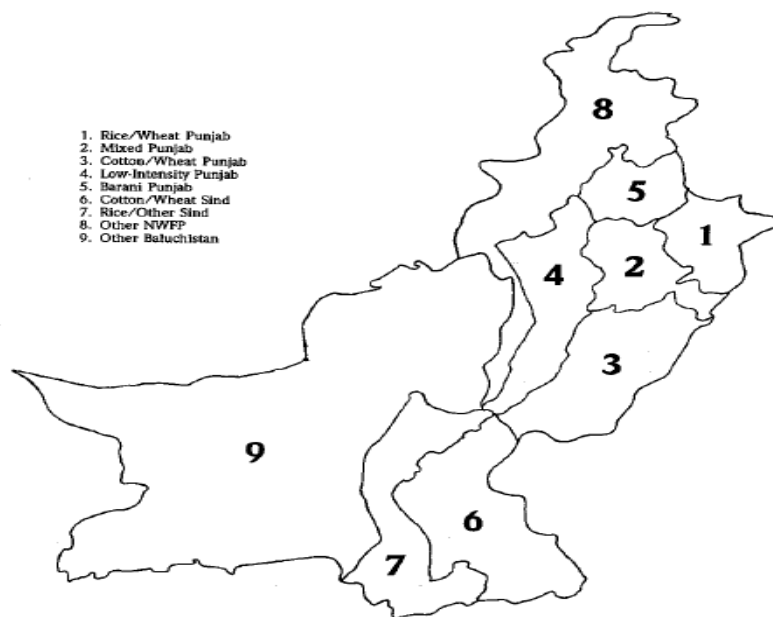 1. Rice/Wheat Punjab
2. Mixed Punjab
3. Cotton/Wheat Punjab
4. Low-Intensity Punjab
5. Barani Punjab
6. Cotton/Wheat Sind
7. Rice/Other Sind
8. Other NWFP
9. Other Baluchistan
8
5
1
4
2
3
9
6
7